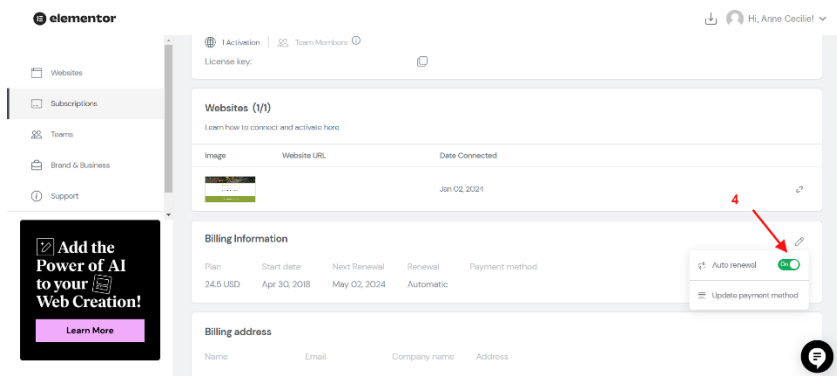 elementor
Hi, Anne Cecilie!
1 Activation
Team Members
License key:
Websites
Subscriptions
Teams
Brand & Business
Support
Websites (1/1)
Learn how to connect and activate here
Image Website URL Date Connected
Jan 02, 2024
4
Billing Information
Plan Start date Next Renewal Renewal Payment method
24.5 USD Apr 30, 2018 May 02, 2024 Automatic
Auto renewal On
Update payment method
Add the
Power of AI
to your
Web Creation!
Learn More
Billing address
Name Email Company name Address